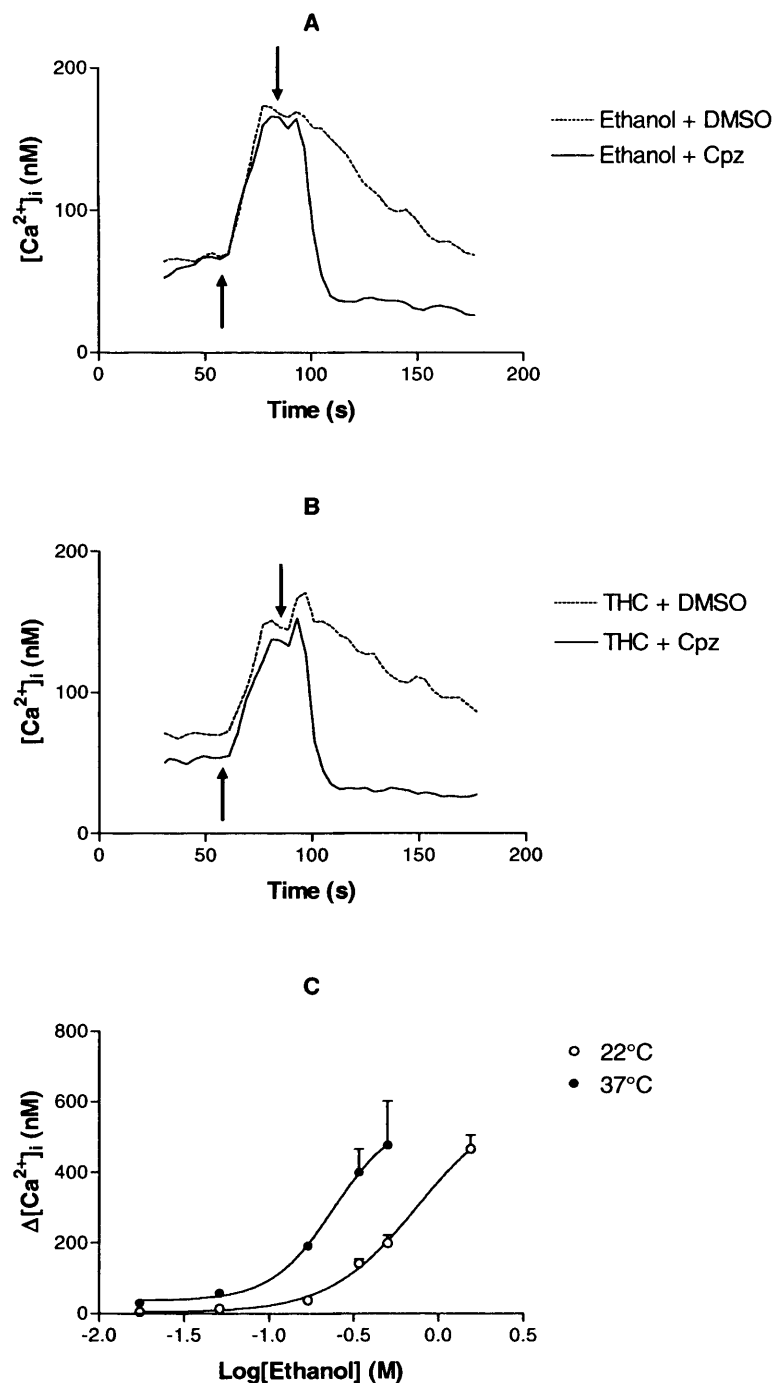 A
200
100
0
[Ca²⁺]ᵢ (nM)
0 50 100 150 200
Time (s)
Ethanol + DMSO
Ethanol + Cpz
B
200
100
0
[Ca²⁺]ᵢ (nM)
0 50 100 150 200
Time (s)
THC + DMSO
THC + Cpz
C
800
600
400
200
0
Δ[Ca²⁺]ᵢ (nM)
-2.0 -1.5 -1.0 -0.5 0.0 0.5
Log[Ethanol] (M)
22°C
37°C